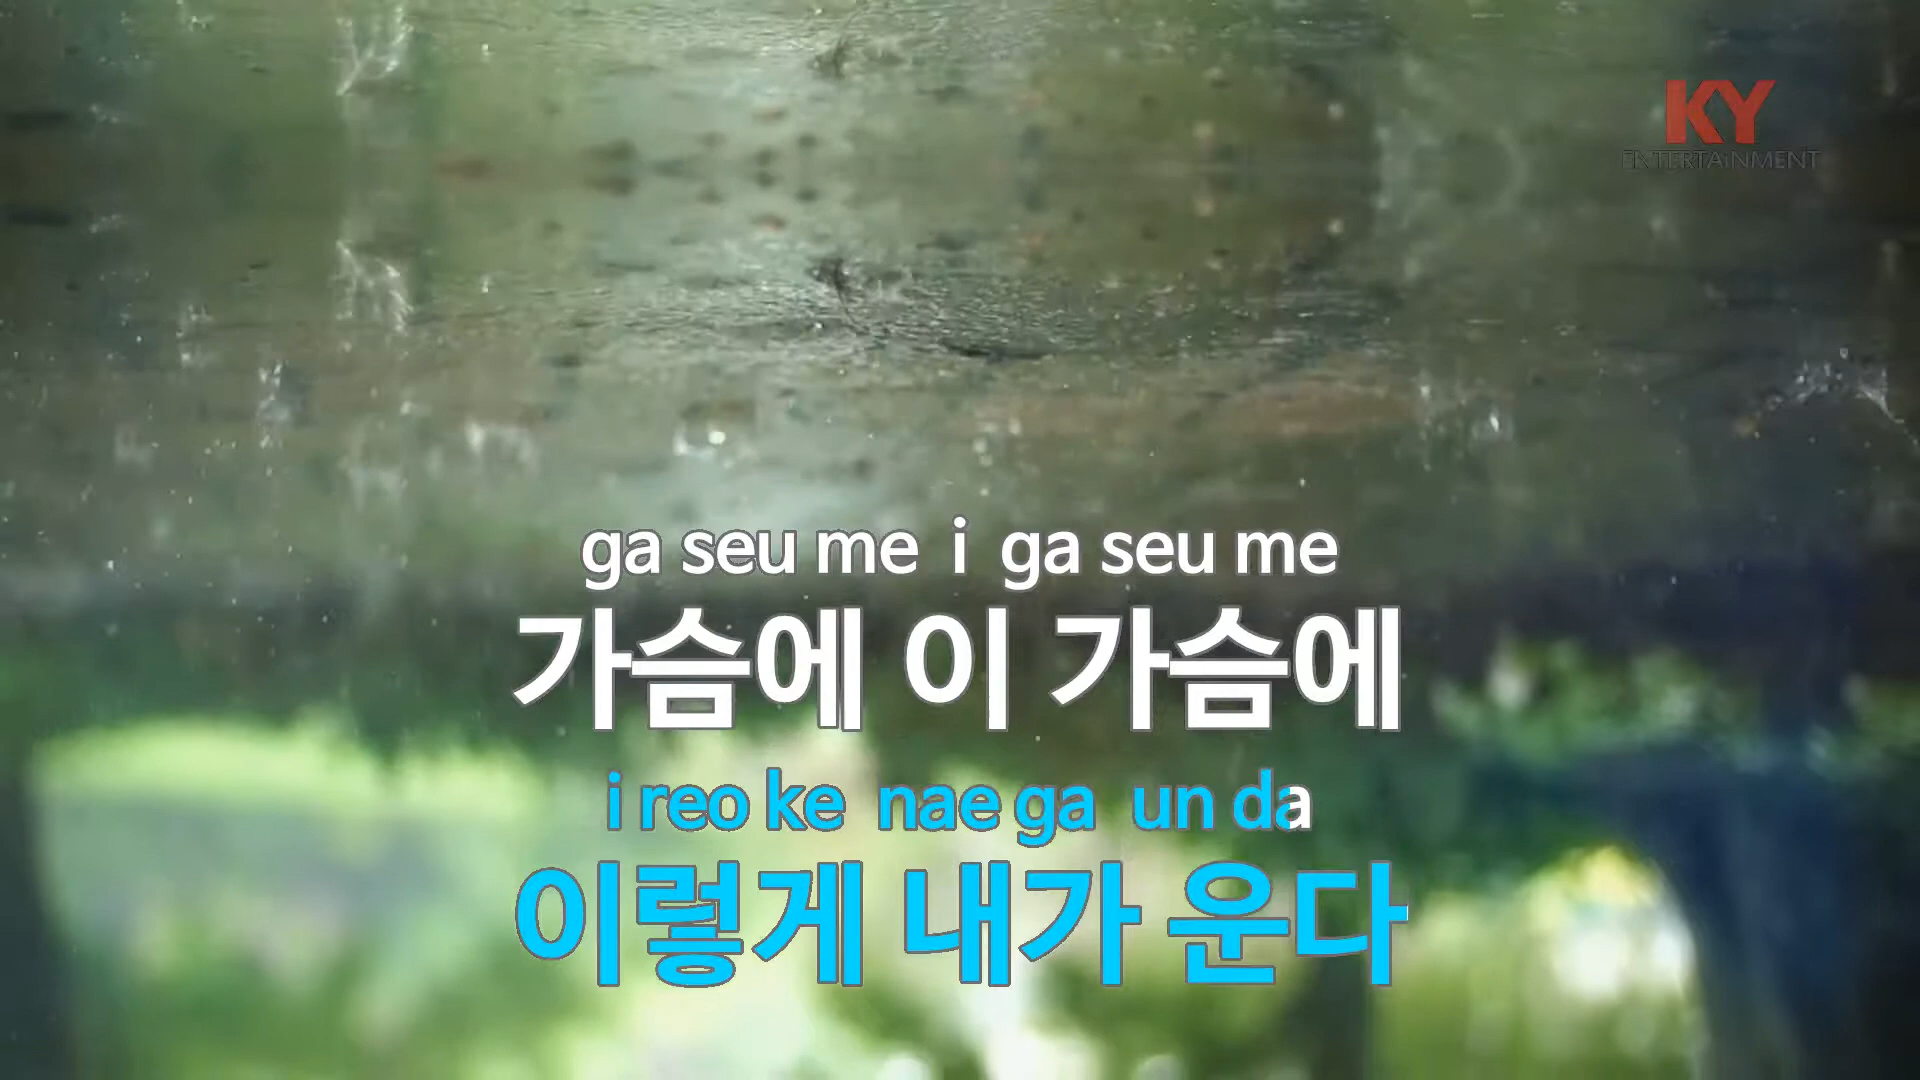 KY
ENTERTAINMENT
ga seu me i ga seu me
가슴에 이 가슴에
i reo ke nae ga un da
이렇게 내가 운다